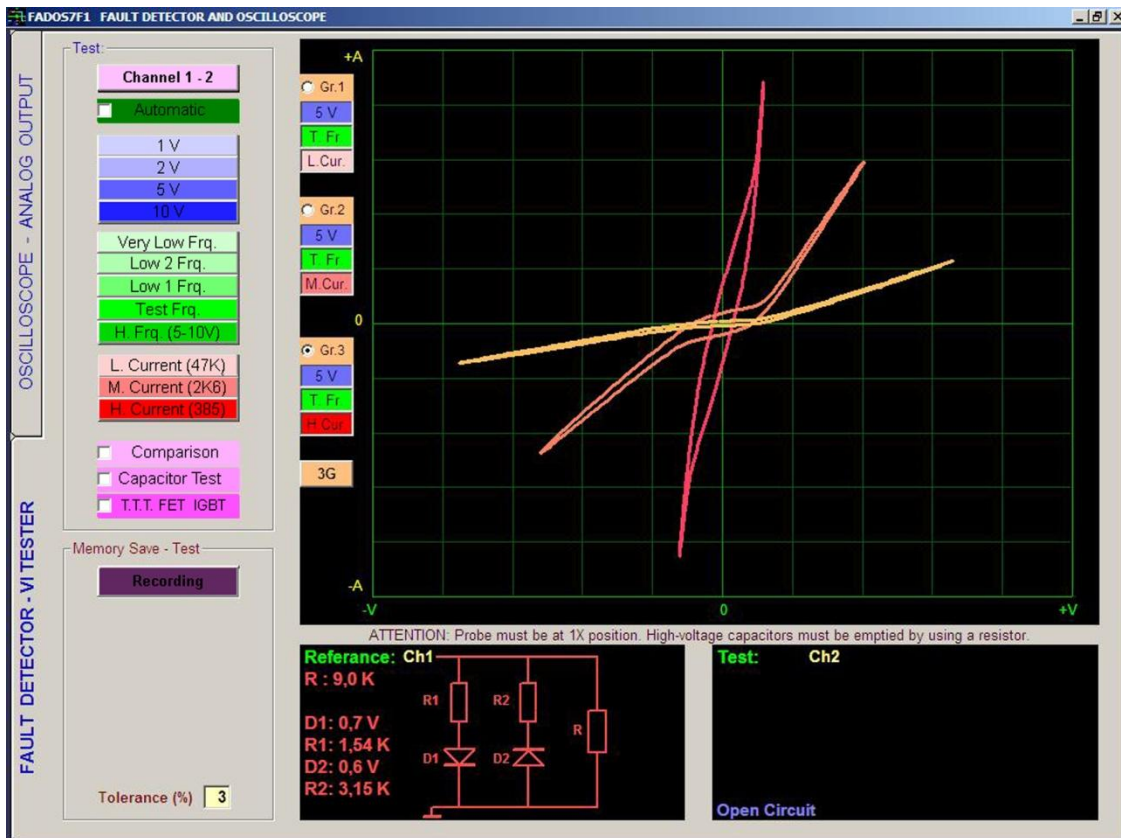 FADOS7F1 FAULT DETECTOR AND OSCILLOSCOPE
OSCILLOSCOPE - ANALOG OUTPUT
FAULT DETECTOR - VI TESTER
Test:
Channel 1 - 2
Automatic
1 V
2 V
5 V
10 V
Very Low Frq.
Low 2 Frq.
Low 1 Frq.
Test Frq.
H. Frq. (5-10V)
L. Current (47K)
M. Current (2K6)
H. Current (385)
Comparison
Capacitor Test
T.T.T. FET IGBT
Memory Save - Test
Recording
Tolerance (%) 3
+A
Gr.1
5 V
T. Fr
L.Cur.
Gr.2
5 V
T. Fr
M.Cur.
0
Gr.3
5 V
T. Fr
H.Cur
3G
-A
-V
0
+V
ATTENTION: Probe must be at 1X position. High-voltage capacitors must be emptied by using a resistor.
Referance: Ch1
R : 9,0 K
D1: 0,7 V
R1: 1,54 K
D2: 0,6 V
R2: 3,15 K
R1
R2
R
D1
D2
Test: Ch2
Open Circuit